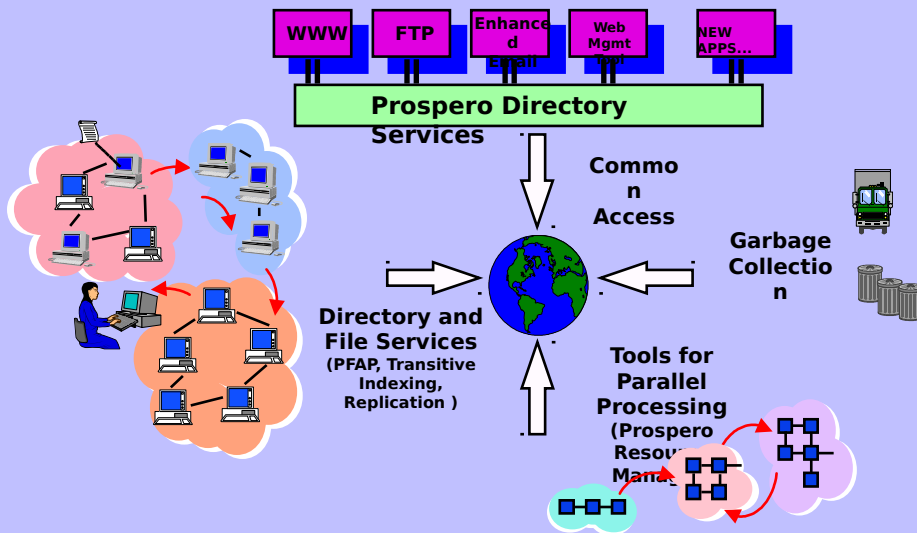 WWW
FTP
Enhance
d
Email
Web
Mgmt
Tool
NEW
APPS...
Prospero Directory
Services
Commo
n
Access
Garbage
Collectio
n
Directory and
File Services
(PFAP, Transitive
Indexing,
Replication )
Tools for
Parallel
Processing
(Prospero